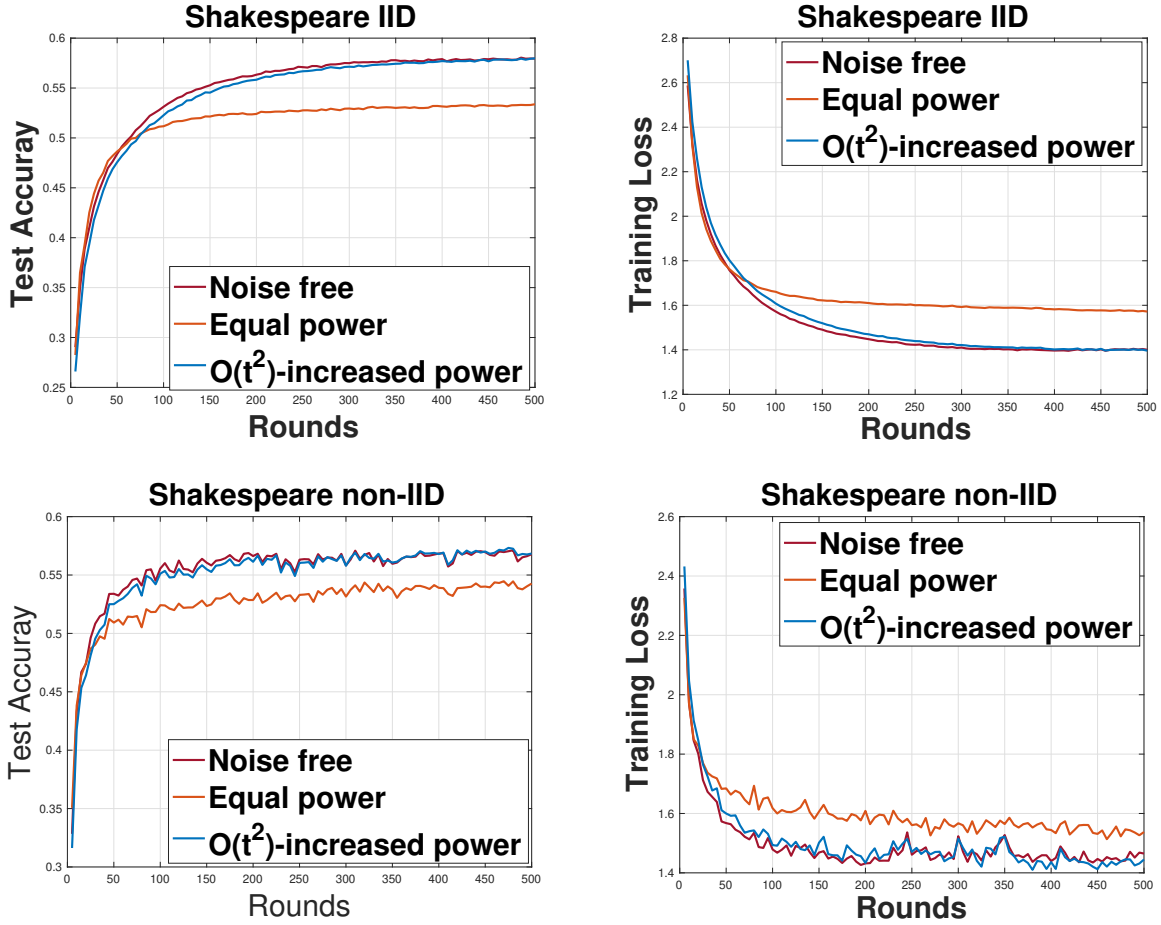 Shakespeare IID
Test Accuray
0.6
0.55
0.5
0.45
0.4
0.35
0.3
0.25
Noise free
Equal power
O(t²)-increased power
0 50 100 150 200 250 300 350 400 450 500
Rounds
Shakespeare IID
Training Loss
2.8
2.6
2.4
2.2
2
1.8
1.6
1.4
1.2
Noise free
Equal power
O(t²)-increased power
0 50 100 150 200 250 300 350 400 450 500
Rounds
Shakespeare non-IID
Test Accuray
0.6
0.55
0.5
0.45
0.4
0.35
0.3
Noise free
Equal power
O(t²)-increased power
0 50 100 150 200 250 300 350 400 450 500
Rounds
Shakespeare non-IID
Training Loss
2.6
2.4
2.2
2
1.8
1.6
1.4
Noise free
Equal power
O(t²)-increased power
0 50 100 150 200 250 300 350 400 450 500
Rounds